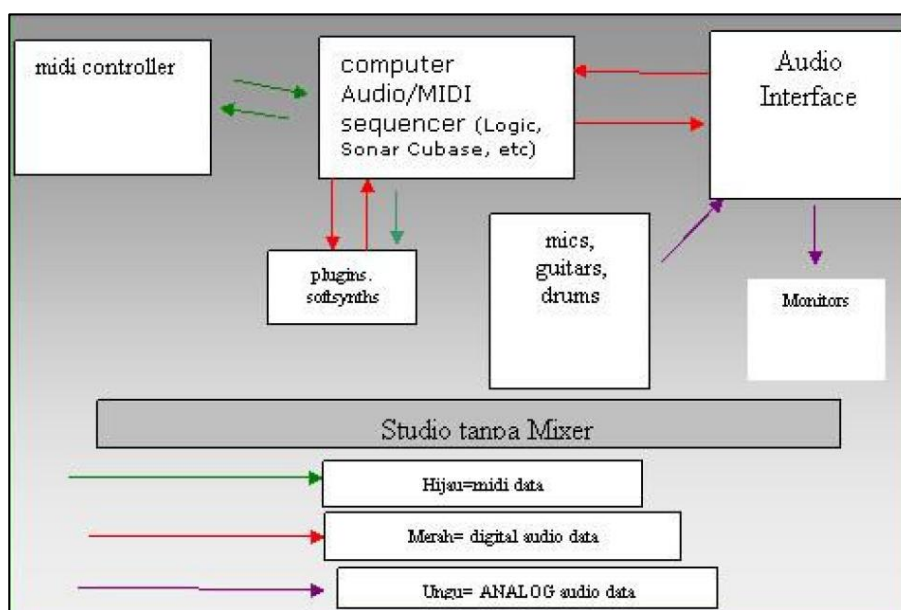 midi controller
computer
Audio/MIDI
sequencer (Logic,
Sonar Cubase, etc)
Audio
Interface
plugins.
softsynths
mics,
guitars,
drums
Monitors
Studio tanpa Mixer
Hijau=midi data
Merah= digital audio data
Ungu= ANALOG audio data